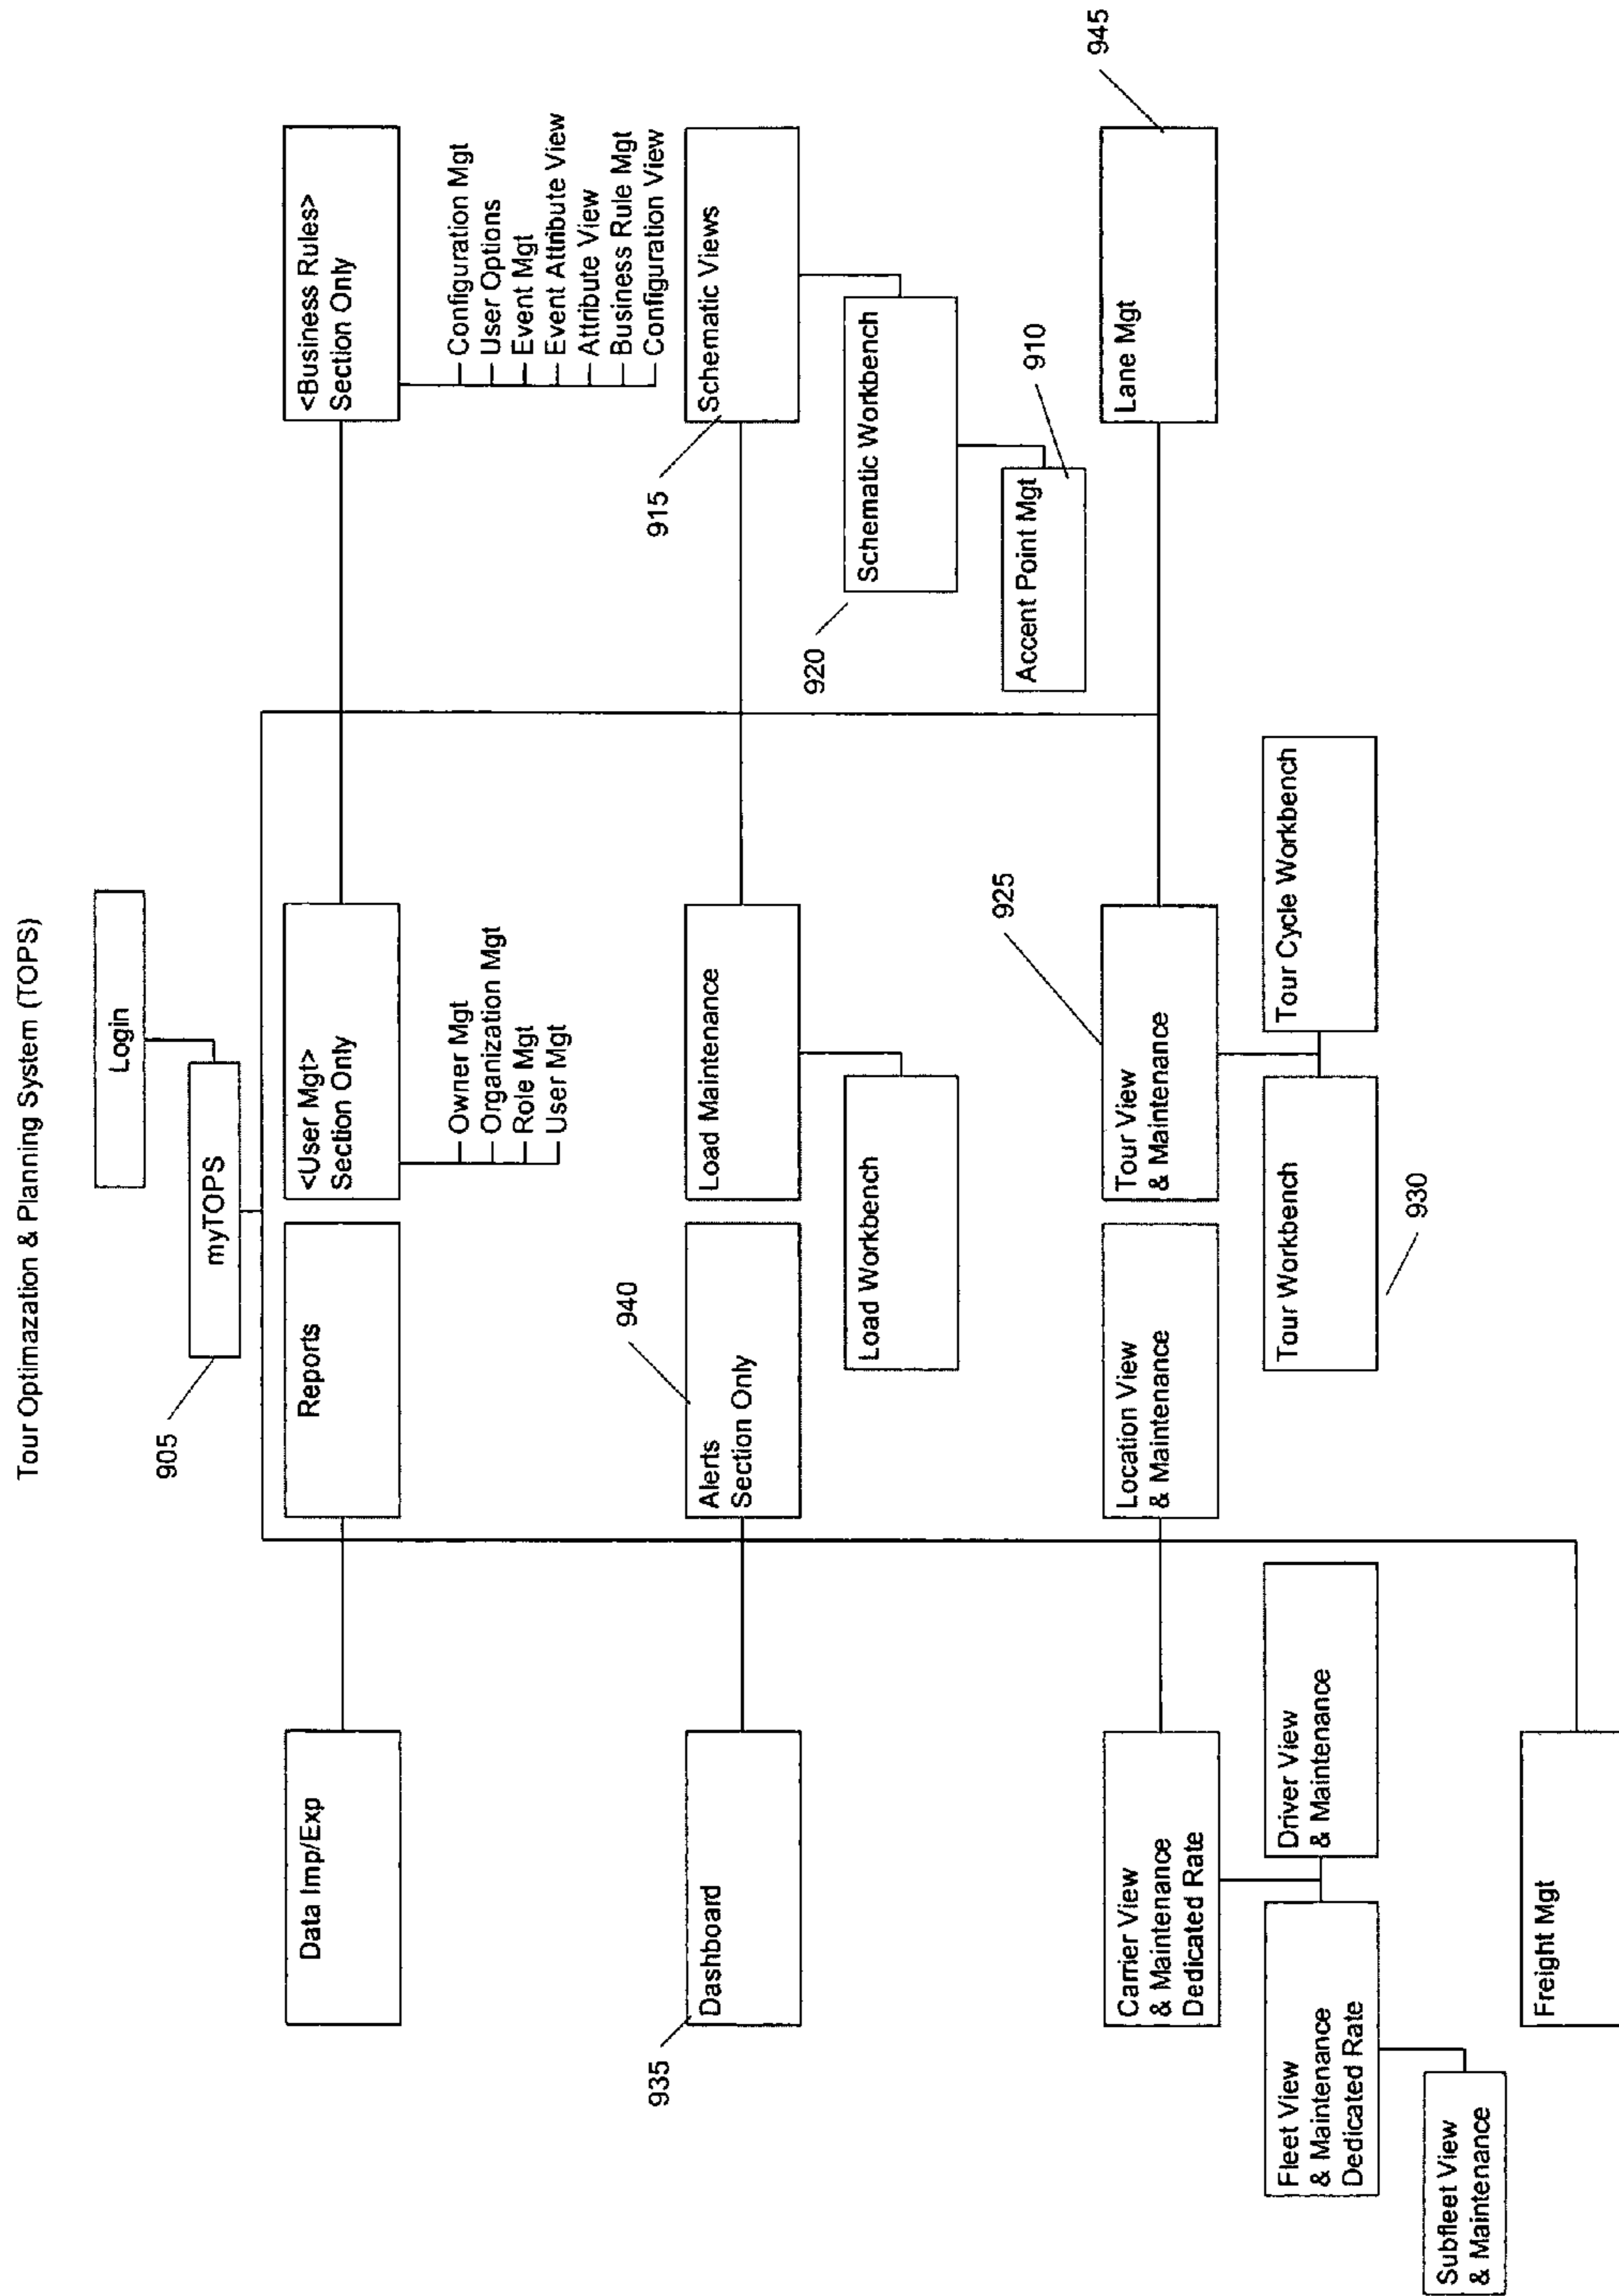 Tour Optimazation & Planning System (TOPS)
Login
myTOPS
905
Data Imp/Exp
Reports
<User Mgt>
Section Only
Owner Mgt
Organization Mgt
Role Mgt
User Mgt
<Business Rules>
Section Only
Configuration Mgt
User Options
Event Mgt
Event Attribute View
Attribute View
Business Rule Mgt
Configuration View
935
Dashboard
940
Alerts
Section Only
Load Maintenance
Load Workbench
915
Schematic Views
920
Schematic Workbench
Accent Point Mgt
910
Carrier View
& Maintenance
Dedicated Rate
Fleet View
& Maintenance
Dedicated Rate
Driver View
& Maintenance
Subfleet View
& Maintenance
Location View
& Maintenance
925
Tour View
& Maintenance
Tour Workbench
930
Tour Cycle Workbench
Lane Mgt
945
Freight Mgt